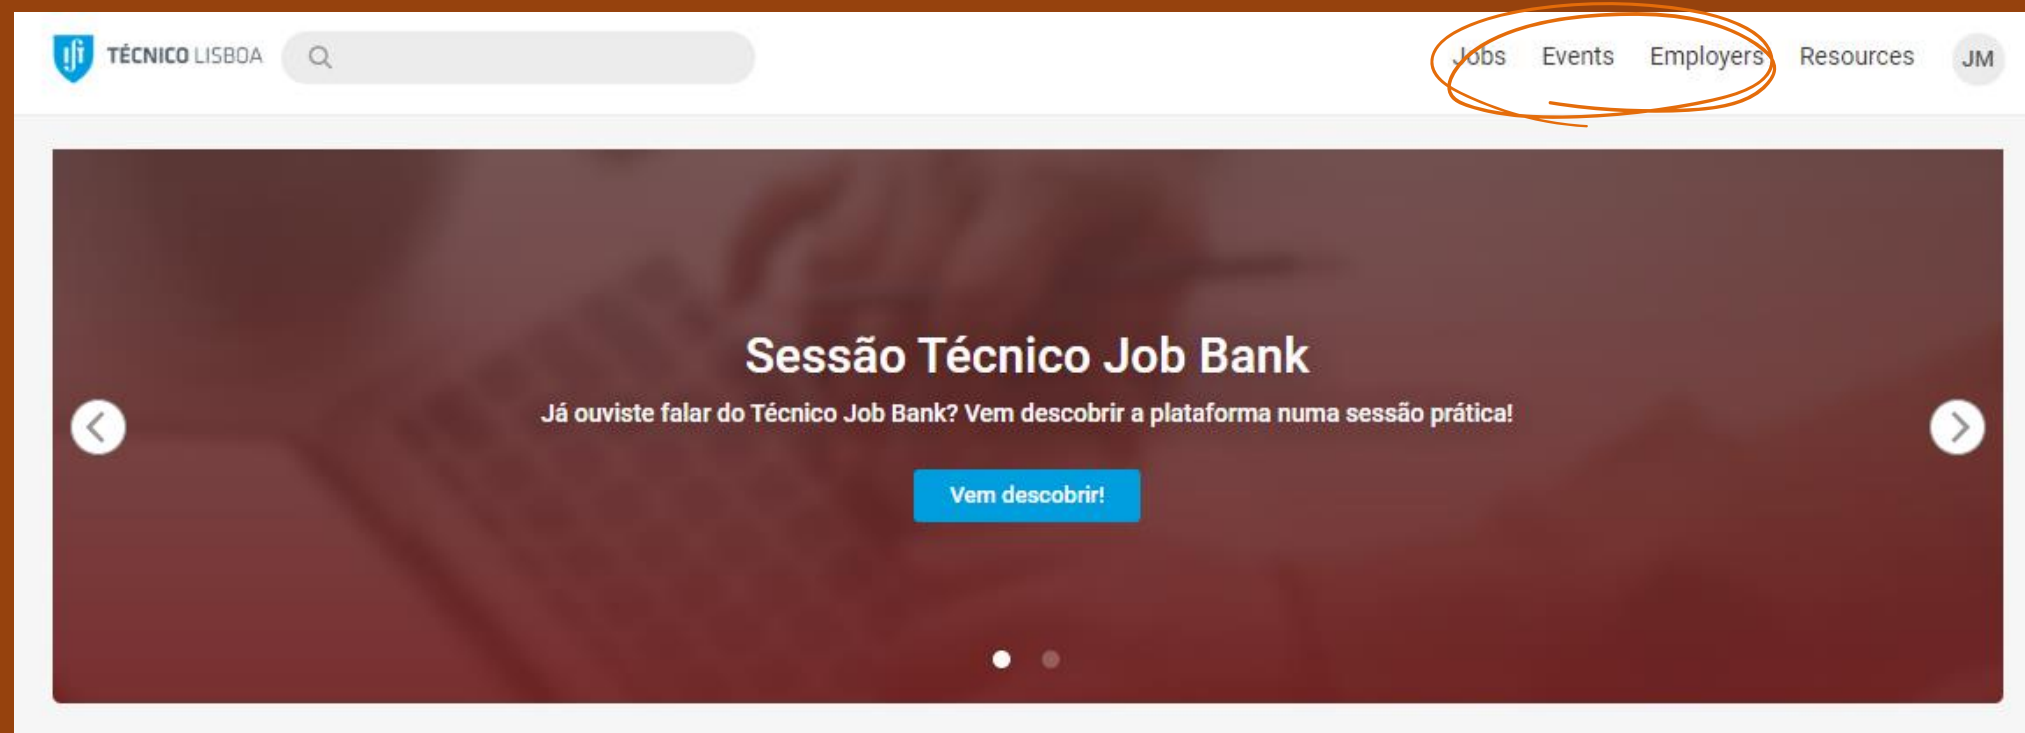 TÉCNICO LISBOA
Jobs Events Employers Resources JM
Sessão Técnico Job Bank
Já ouviste falar do Técnico Job Bank? Vem descobrir a plataforma numa sessão prática!
Vem descobrir!